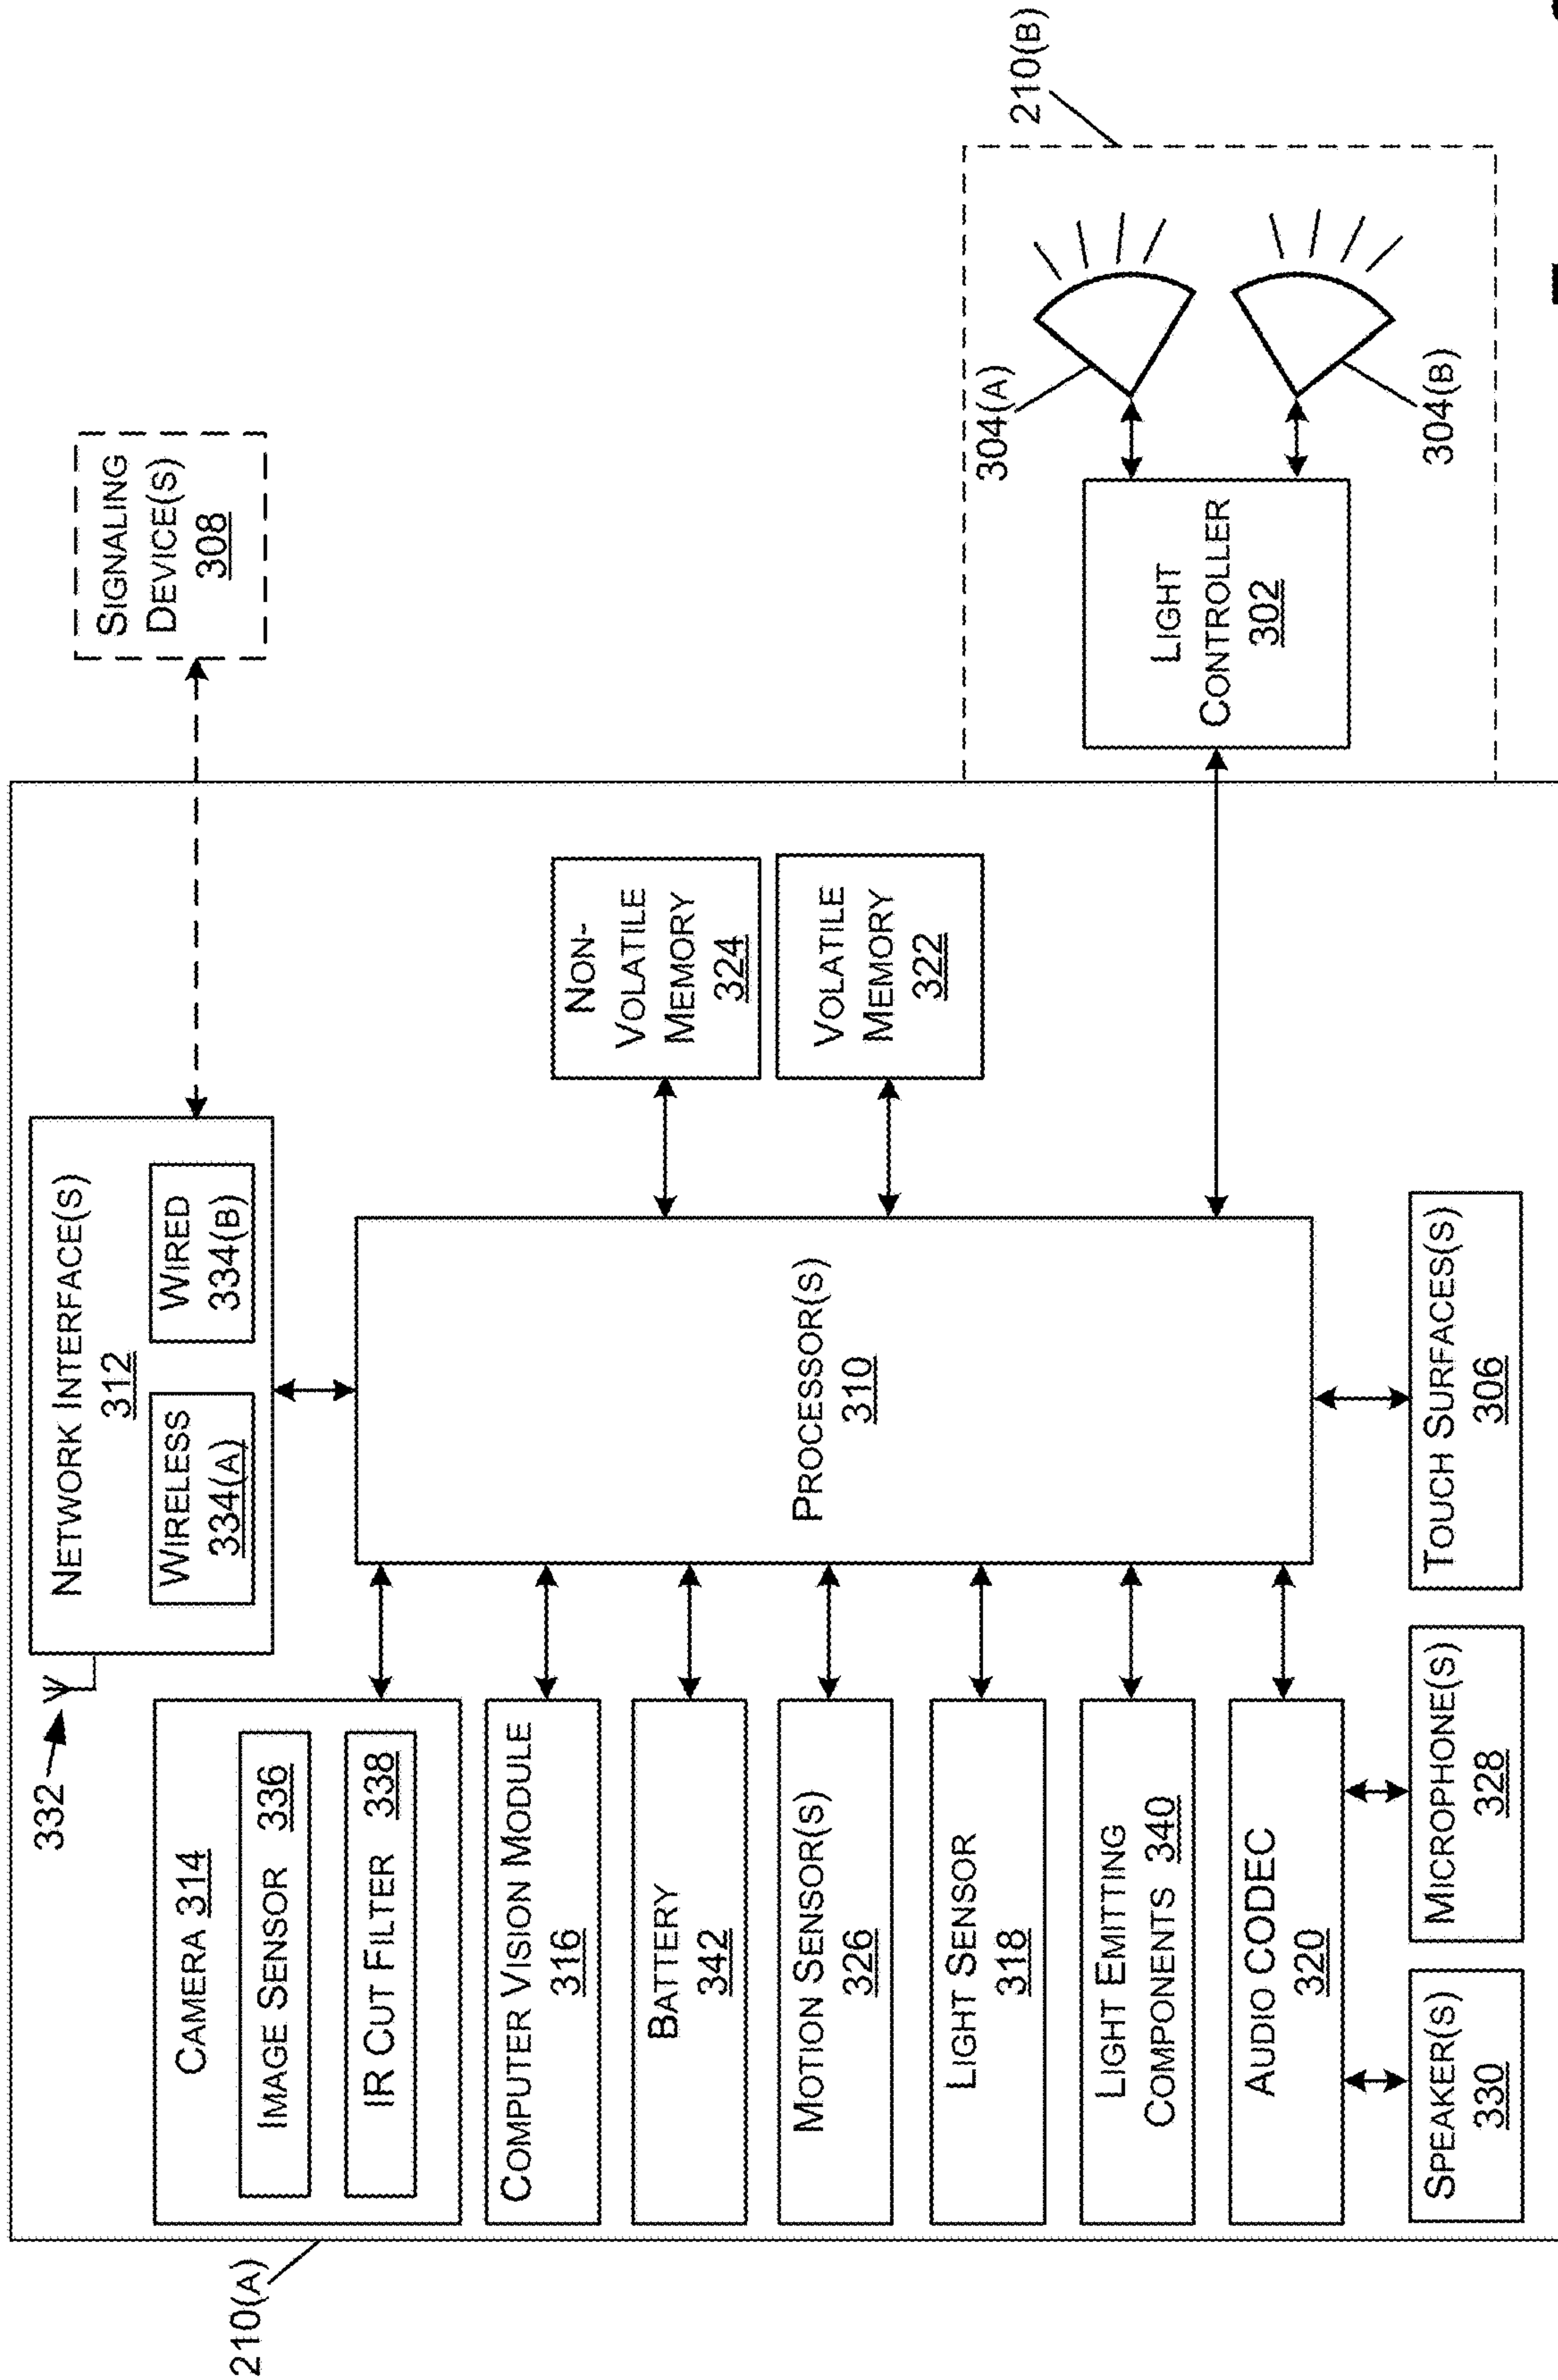 332
NETWORK INTERFACE(S)
312
WIRELESS
334(A)
WIRED
334(B)
SIGNALING
DEVICE(S)
308
210(A)
CAMERA 314
IMAGE SENSOR 336
IR CUT FILTER 338
COMPUTER VISION MODULE
316
BATTERY
342
MOTION SENSOR(S)
326
LIGHT SENSOR
318
LIGHT EMITTING
COMPONENTS 340
AUDIO CODEC
320
SPEAKER(S)
330
MICROPHONE(S)
328
TOUCH SURFACES(S)
306
PROCESSOR(S)
310
NON-
VOLATILE
MEMORY
324
VOLATILE
MEMORY
322
LIGHT
CONTROLLER
302
304(A)
304(B)
210(B)